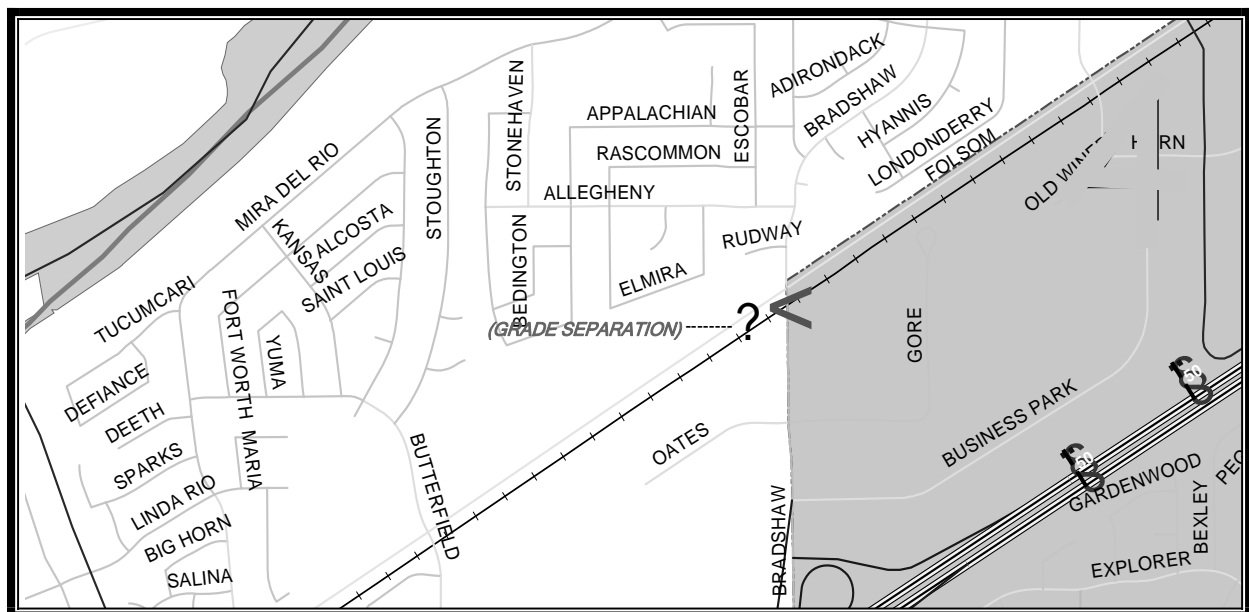 ADIRONDACK
BRADSHAW
HYANNIS
LONDONDERRY
FOLSOM
ESCOBAR
APPALACHIAN
RASCOMMON
ALLEGHENY
STONEHAVEN
STOUGHTON
MIRA DEL RIO
KANSAS
ALCOSTA
SAINT LOUIS
BEDINGTON
ELMIRA
RUDWAY
TUCUMCARI
FORT WORTH
YUMA
(GRADE SEPARATION)
?
<
GORE
50
50
DEFIANCE
DEETH
SPARKS
MARIA
LINDA RIO
BIG HORN
SALINA
BUTTERFIELD
OATES
BUSINESS PARK
BRADSHAW
GARDENWOOD
BEXLEY
EXPLORER